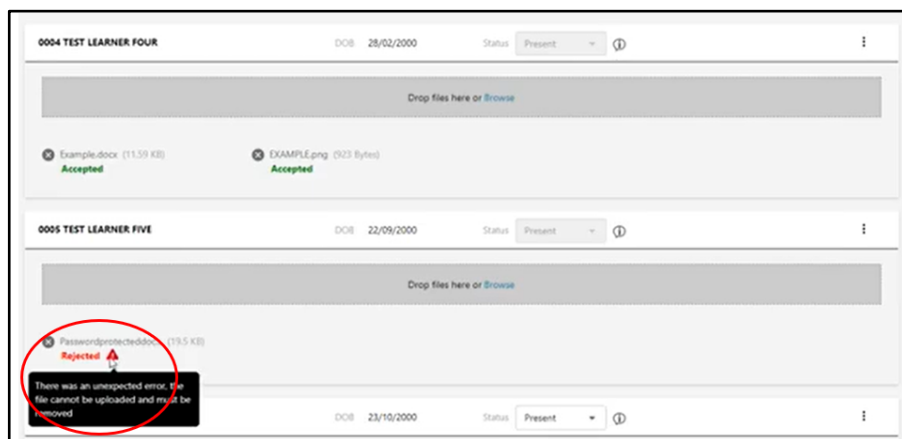 0004 TEST LEARNER FOUR DOB 28/02/2000 Status Present
Drop files here or Browse
Example.docx (11.59 KB) EXAMPLE.png (923 Bytes)
Accepted Accepted
0005 TEST LEARNER FIVE DOB 22/09/2000 Status Present
Drop files here or Browse
(19.5 KB)
Rejected
There was an unexpected error, the
file cannot be uploaded and must be
removed
DOB 23/10/2000 Status Present